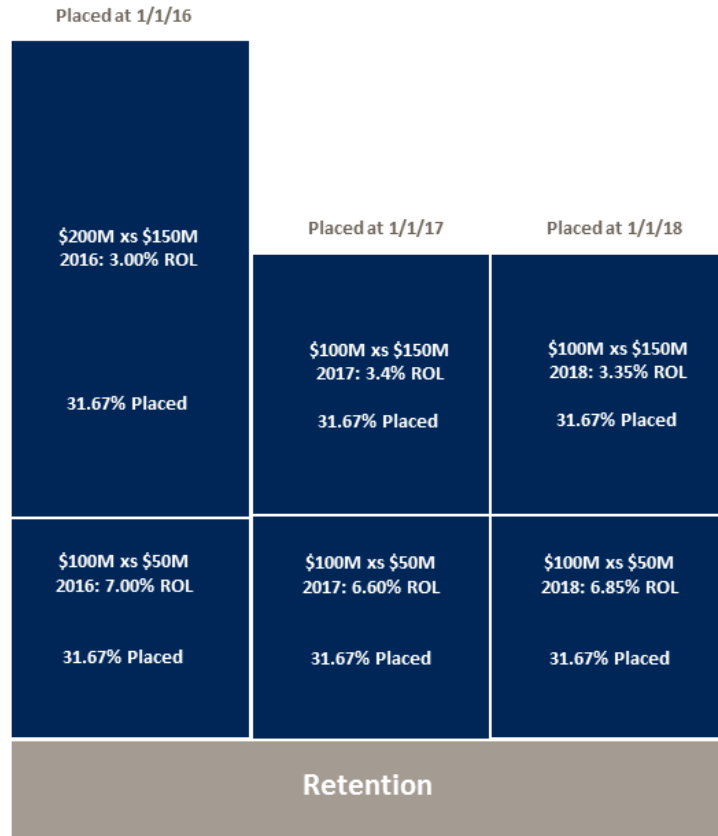 Placed at 1/1/16
$200M xs $150M
2016: 3.00% ROL
31.67% Placed
$100M xs $50M
2016: 7.00% ROL
31.67% Placed
Placed at 1/1/17
$100M xs $150M
2017: 3.4% ROL
31.67% Placed
$100M xs $50M
2017: 6.60% ROL
31.67% Placed
Placed at 1/1/18
$100M xs $150M
2018: 3.35% ROL
31.67% Placed
$100M xs $50M
2018: 6.85% ROL
31.67% Placed
Retention